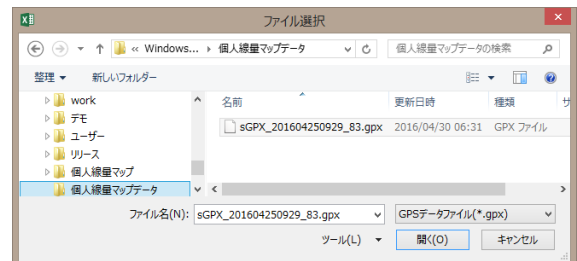 ファイル選択
« Windows... ▸ 個人線量マップデータ
個人線量マップデータの検索
整理 ▼ 新しいフォルダー
work
デモ
ユーザー
リリース
個人線量マップ
個人線量マップデータ
名前 更新日時 種類 サ
sGPX_201604250929_83.gpx 2016/04/30 06:31 GPX ファイル
ファイル名(N): sGPX_201604250929_83.gpx GPSデータファイル(*.gpx)
ツール(L) ▼ 開く(O) キャンセル